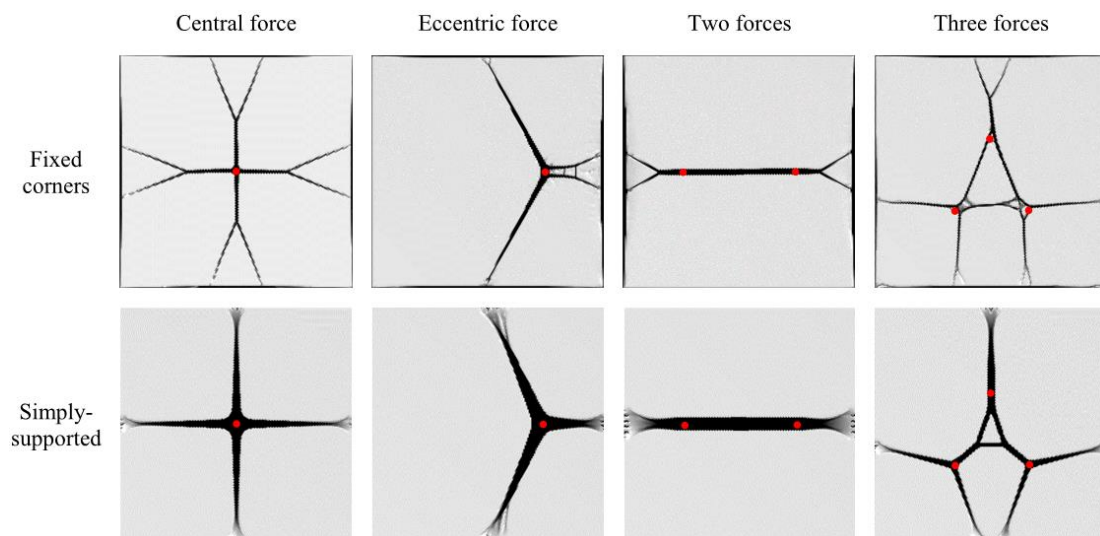 Central force
Eccentric force
Two forces
Three forces
Fixed
corners
Simply-
supported